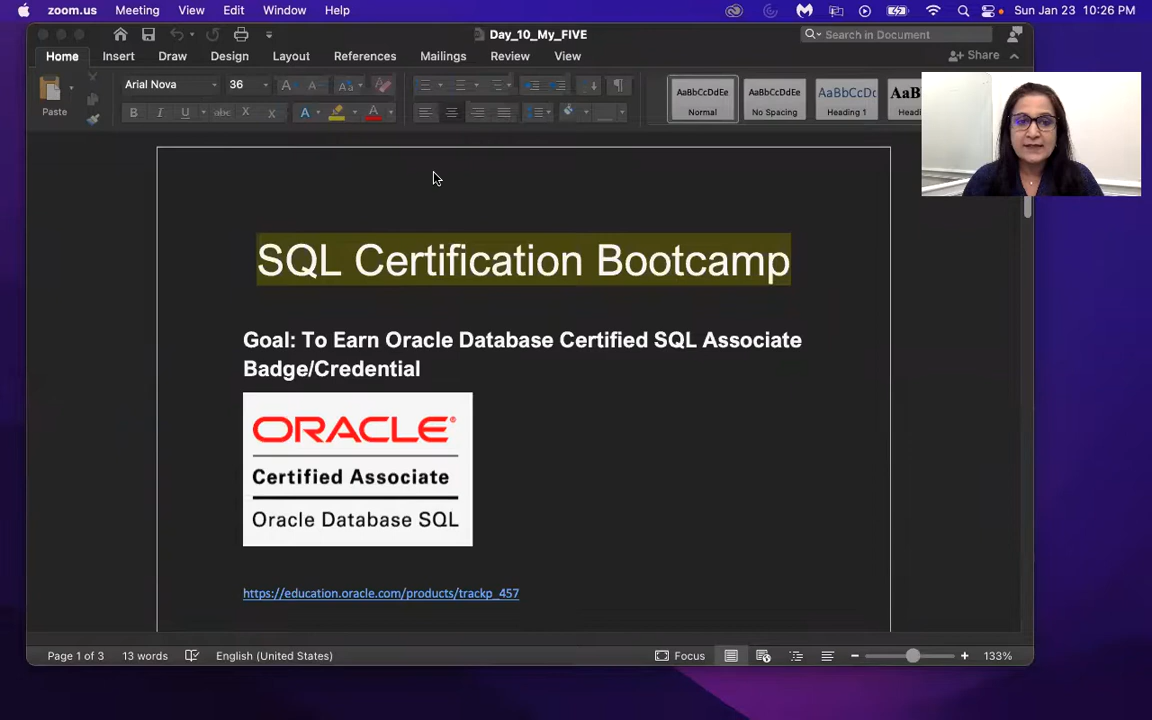 zoom.us Meeting View Edit Window Help Sun Jan 23 10:26 PM
Day_10_My_FIVE
Search in Document
Home Insert Draw Design Layout References Mailings Review View Share
Paste
Arial Nova 36
AaBbCcDdEe AaBbCcDdEe AaBbCcDc AaBb
Normal No Spacing Heading 1 Headi
SQL Certification Bootcamp
Goal: To Earn Oracle Database Certified SQL Associate
Badge/Credential
ORACLE®
Certified Associate
Oracle Database SQL
https://education.oracle.com/products/trackp_457
Page 1 of 3 13 words English (United States) Focus 133%